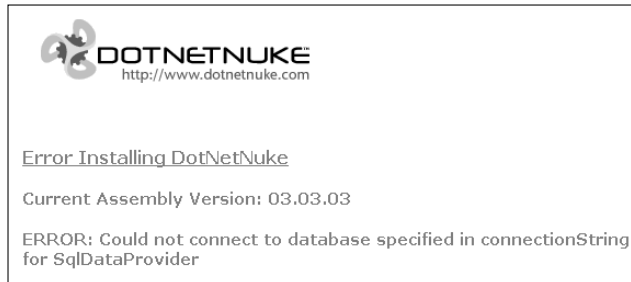 DOTNETNUKE™
http://www.dotnetnuke.com
Error Installing DotNetNuke
Current Assembly Version: 03.03.03
ERROR: Could not connect to database specified in connectionString
for SqlDataProvider